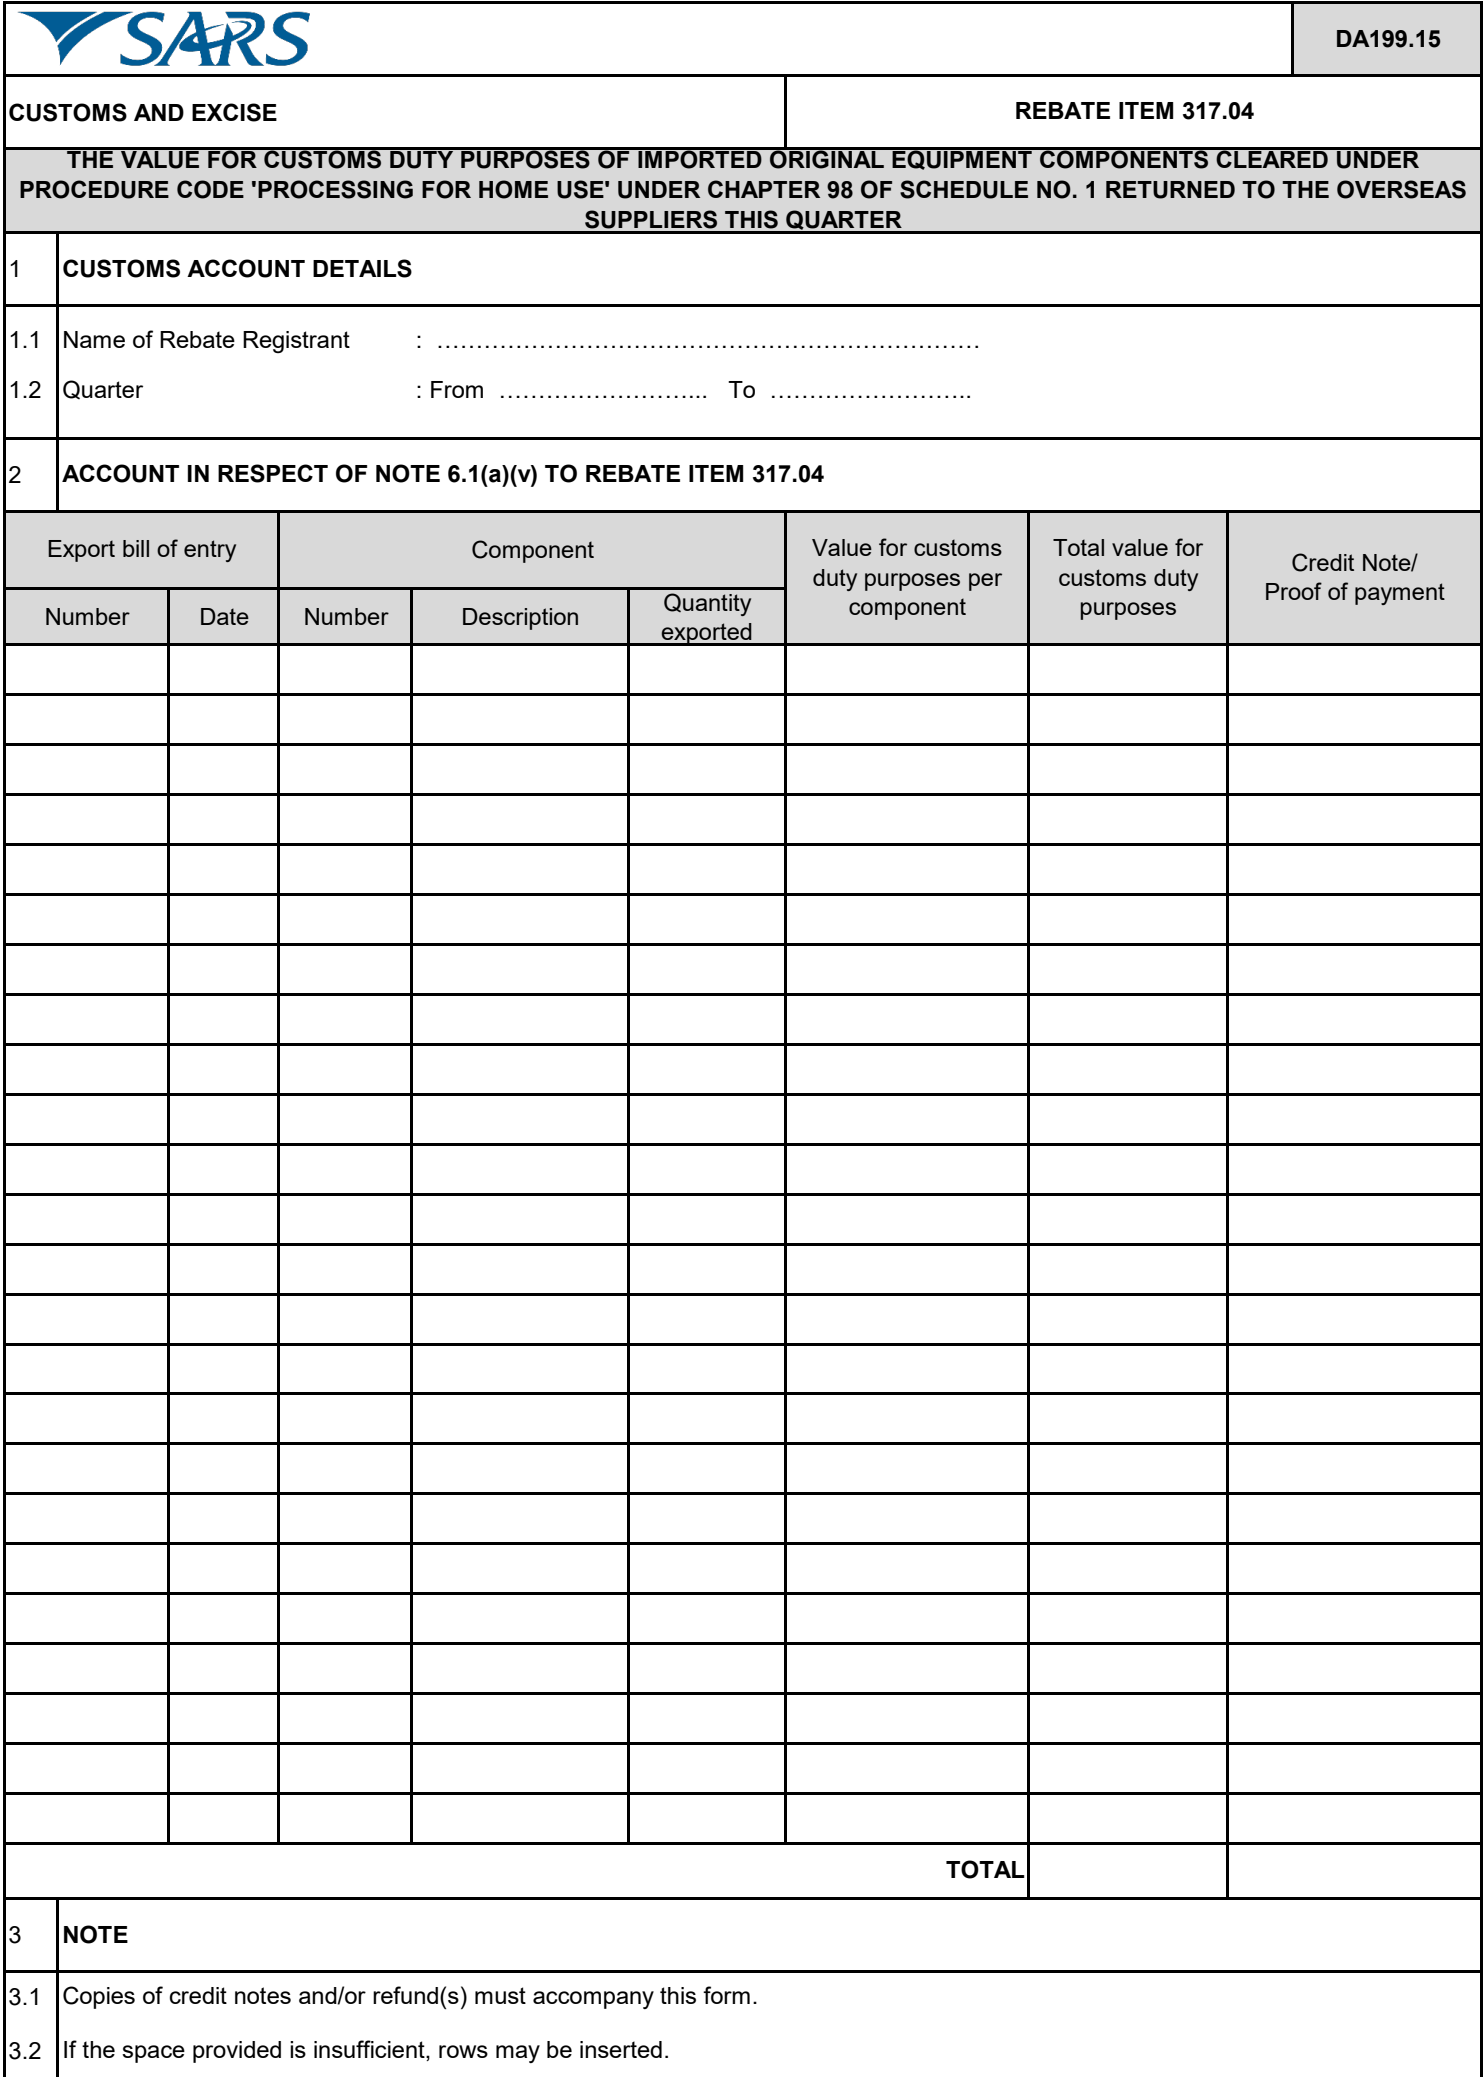 SARS
DA199.15
CUSTOMS AND EXCISE
REBATE ITEM 317.04
THE VALUE FOR CUSTOMS DUTY PURPOSES OF IMPORTED ORIGINAL EQUIPMENT COMPONENTS CLEARED UNDER
PROCEDURE CODE 'PROCESSING FOR HOME USE' UNDER CHAPTER 98 OF SCHEDULE NO. 1 RETURNED TO THE OVERSEAS
SUPPLIERS THIS QUARTER
1 CUSTOMS ACCOUNT DETAILS
1.1 Name of Rebate Registrant : ……………………………………………………………
1.2 Quarter : From ……………………... To ……………………..
2 ACCOUNT IN RESPECT OF NOTE 6.1(a)(v) TO REBATE ITEM 317.04
Export bill of entry
Component
Value for customs
duty purposes per
component
Total value for
customs duty
purposes
Credit Note/
Proof of payment
Number
Date
Number
Description
Quantity
exported
TOTAL
3 NOTE
3.1 Copies of credit notes and/or refund(s) must accompany this form.
3.2 If the space provided is insufficient, rows may be inserted.